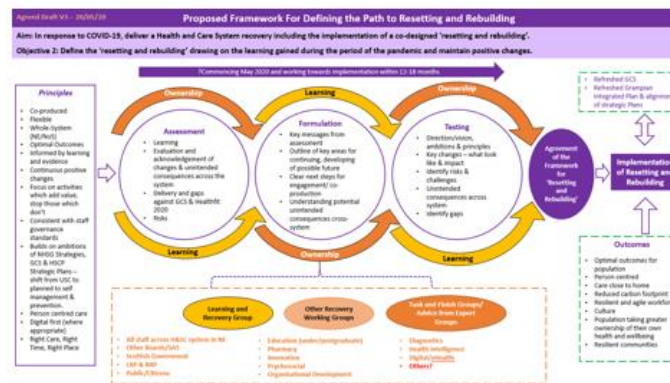 Agreed Draft V3 – 20/05/20
Proposed Framework For Defining the Path to Resetting and Rebuilding
Aim: In response to COVID-19, deliver a Health and Care System recovery including the implementation of a co-designed 'resetting and rebuilding'.
Objective 2: Define the 'resetting and rebuilding' drawing on the learning gained during the period of the pandemic and maintain positive changes.
?Commencing May 2020 and working towards implementation within 12-18 months
Principles
• Co-produced
• Flexible
• Whole-System
(NE/NoS)
• Optimal Outcomes
• Informed by learning
and evidence
• Continuous positive
changes
• Focus on activities
which add value,
stop those which
don't
• Consistent with staff
governance
standards
• Builds on ambitions
of NHSG Strategies,
GCS & HSCP
Strategic Plans –
shift from USC to
planned to self
management &
prevention.
• Person centred care
• Digital first (where
appropriate)
• Right Care, Right
Time, Right Place
Ownership
Assessment
• Learning
• Evaluation and
acknowledgement of
changes & unintended
consequences across the
system
• Delivery and gaps
against GCS & Healthfit
2020
• Risks
Learning
Learning
Formulation
• Key messages from
assessment
• Outline of key areas for
continuing, developing
of possible future
• Clear next steps for
engagement/ co-
production
• Understanding potential
unintended
consequences cross-
system
Ownership
Ownership
Testing
• Direction/vision,
ambitions & principles
• Key changes – what look
like & impact
• Identify risks &
challenges
• Unintended
consequences across
system
• Identify gaps
Learning
Agreement
of the
Framework
for
'Resetting
and
Rebuilding'
• Refreshed GCS
• Refreshed Grampian
Integrated Plan & alignment
of strategic Plans
Implementation
of Resetting and
Rebuilding
Outcomes
• Optimal outcomes for
population
• Person centred
• Care close to home
• Reduced carbon footprint
• Resilient and agile workforce
• Culture
• Population taking greater
ownership of their own
health and wellbeing
• Resilient communities
Learning and
Recovery Group
• All staff across H&SC system in NE
• Other Boards/
• Scottish Government
• LRP &
• Public/Citizens
Other Recovery
Working Groups
• Education (under/postgraduate)
• Pharmacy
• Innovation
• Psychosocial
• Organisational Development
Task and Finish Groups/
Advice from Expert
Groups
• Diagnostics
• Health Intelligence
• Digital/eHealth
• Others?